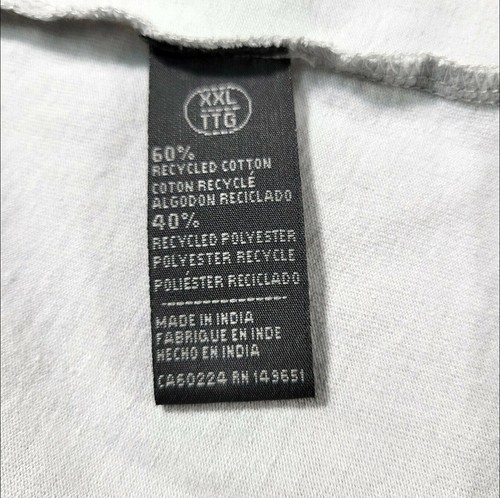 XXL
TTG
60%
RECYCLED COTTON
COTON RECYCLÉ
ALGODON RECICLADO
40%
RECYCLED POLYESTER
POLYESTER RECYCLE
POLIÉSTER RECICLADO
MADE IN INDIA
FABRIQUE EN INDE
HECHO EN INDIA
CA60224 RN 149651